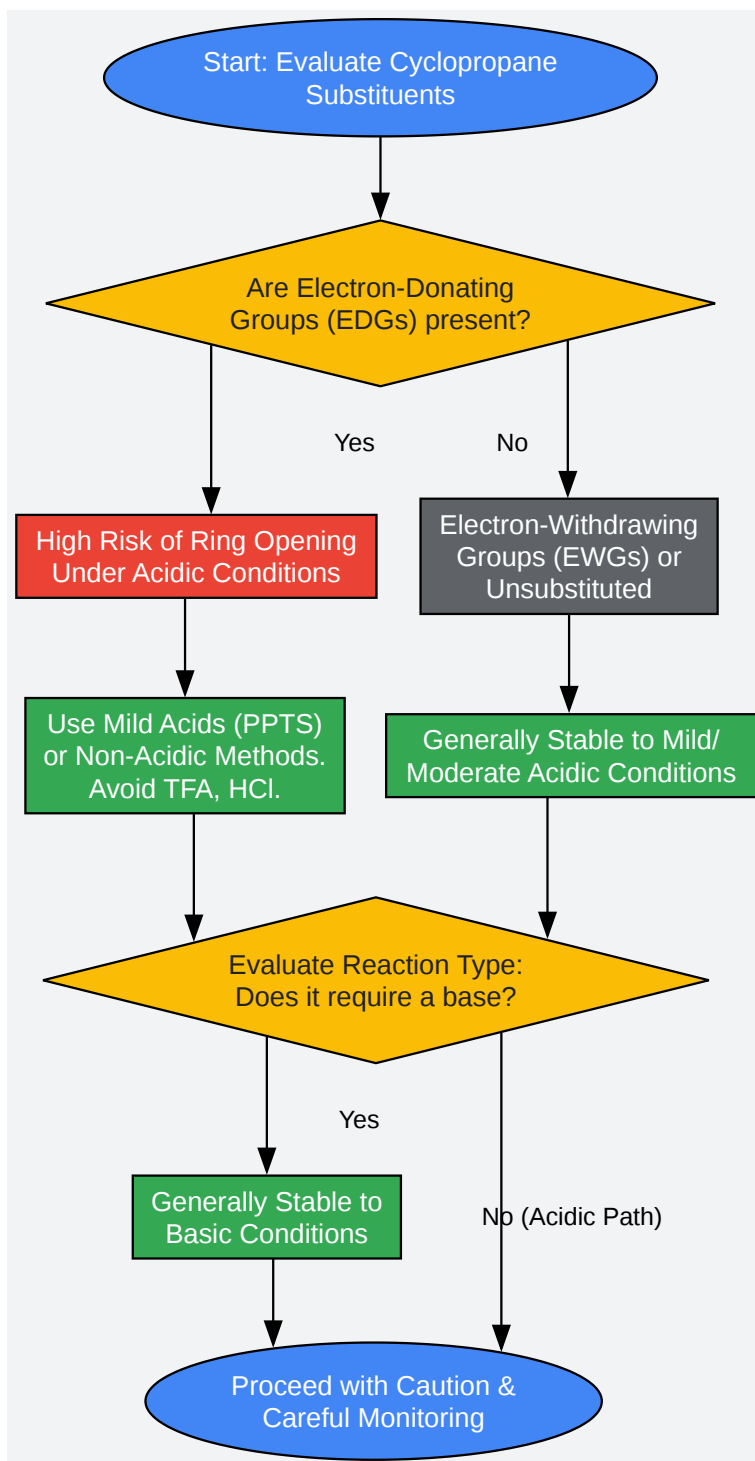 Start: Evaluate Cyclopropane
Substituents
Are Electron-Donating
Groups (EDGs) present?
Yes
No
High Risk of Ring Opening
Under Acidic Conditions
Electron-Withdrawing
Groups (EWGs) or
Unsubstituted
Use Mild Acids (PPTS)
or Non-Acidic Methods.
Avoid TFA, HCl.
Generally Stable to Mild/
Moderate Acidic Conditions
Evaluate Reaction Type:
Does it require a base?
Yes
Generally Stable to
Basic Conditions
No (Acidic Path)
Proceed with Caution &
Careful Monitoring